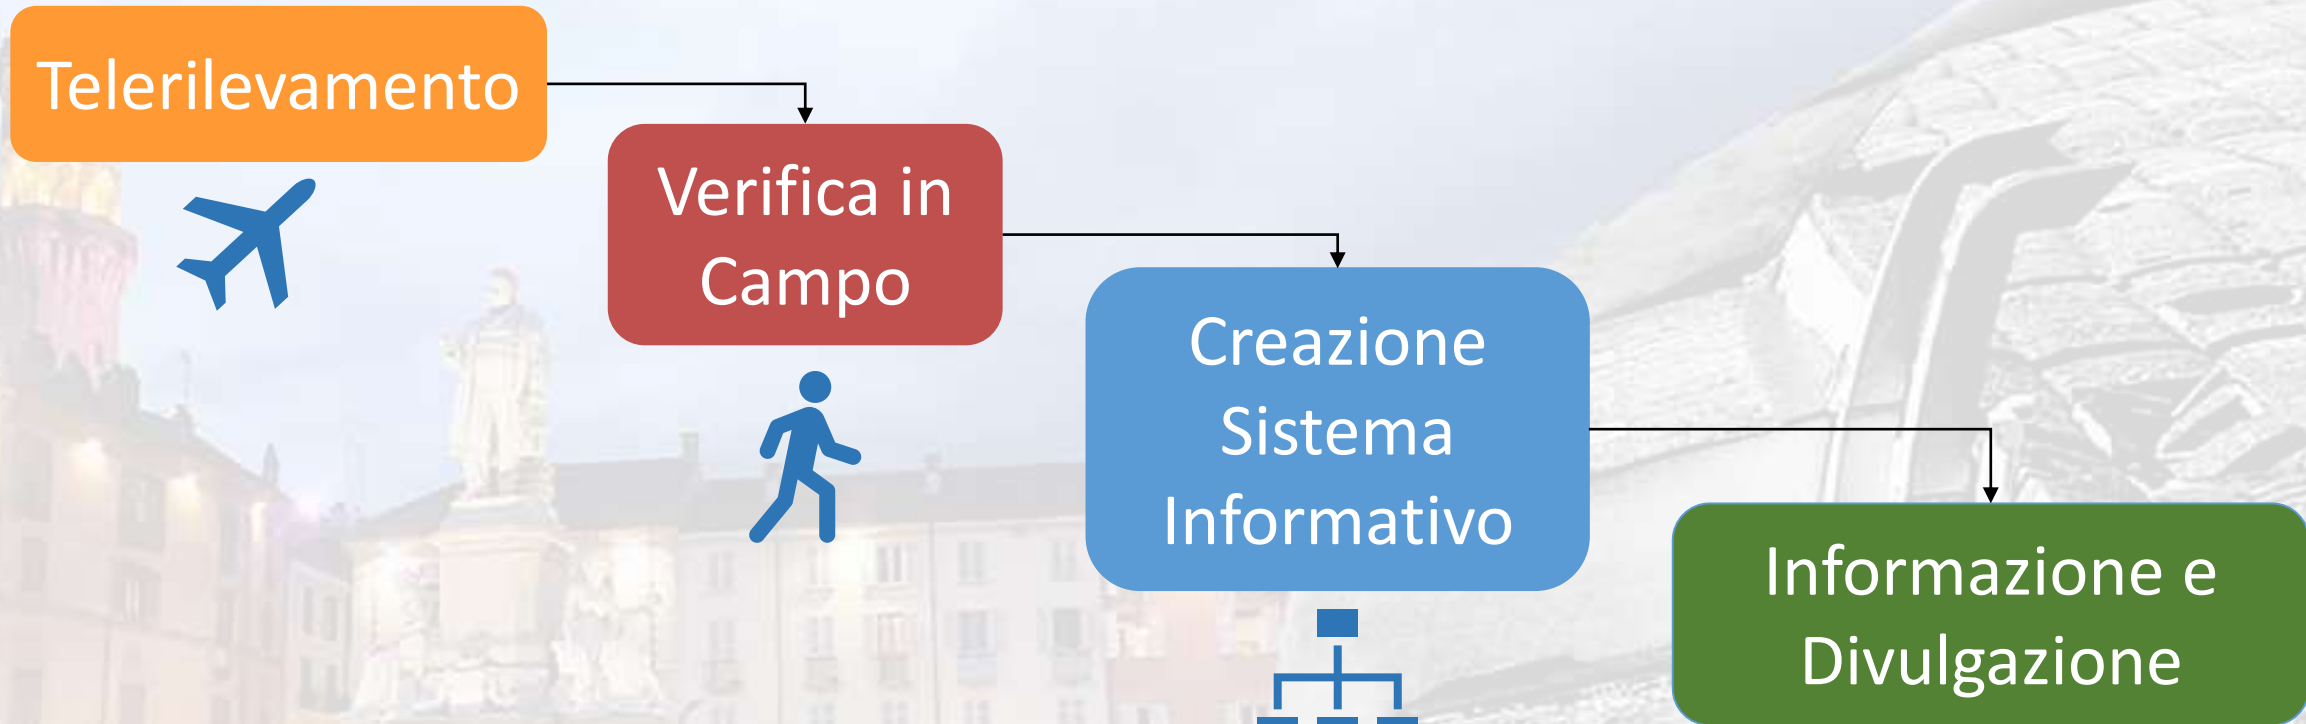 Telerilevamento
Verifica in
Campo
Creazione
Sistema
Informativo
Informazione e
Divulgazione